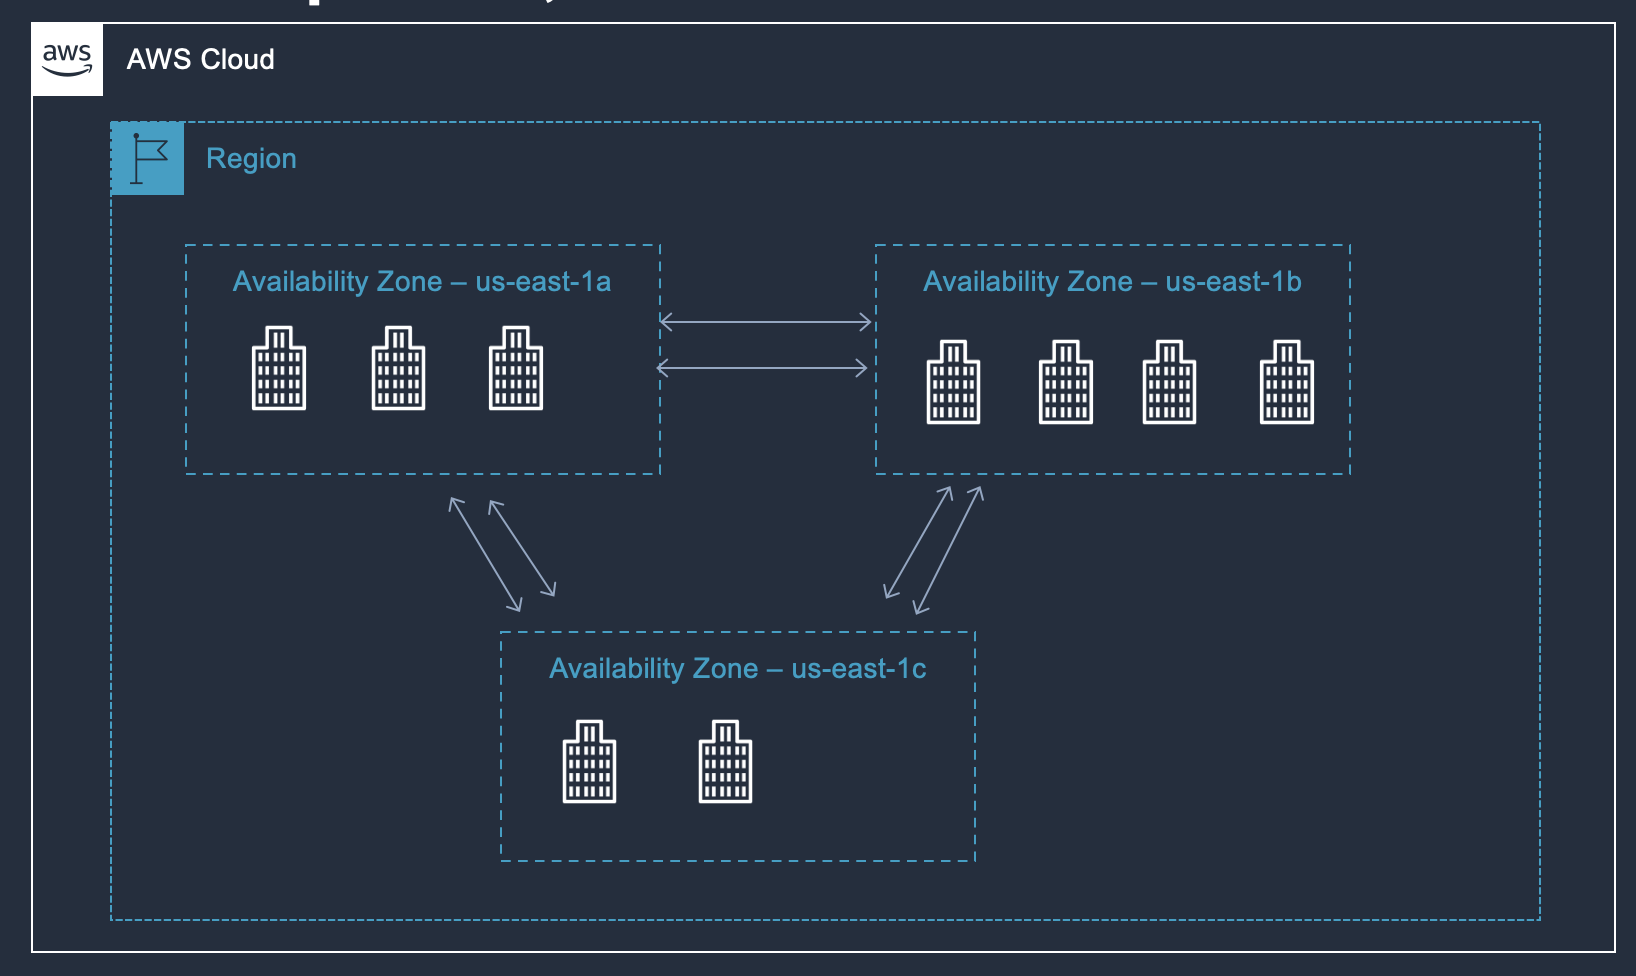 aws
AWS Cloud
Region
Availability Zone – us-east-1a
Availability Zone – us-east-1b
Availability Zone – us-east-1c